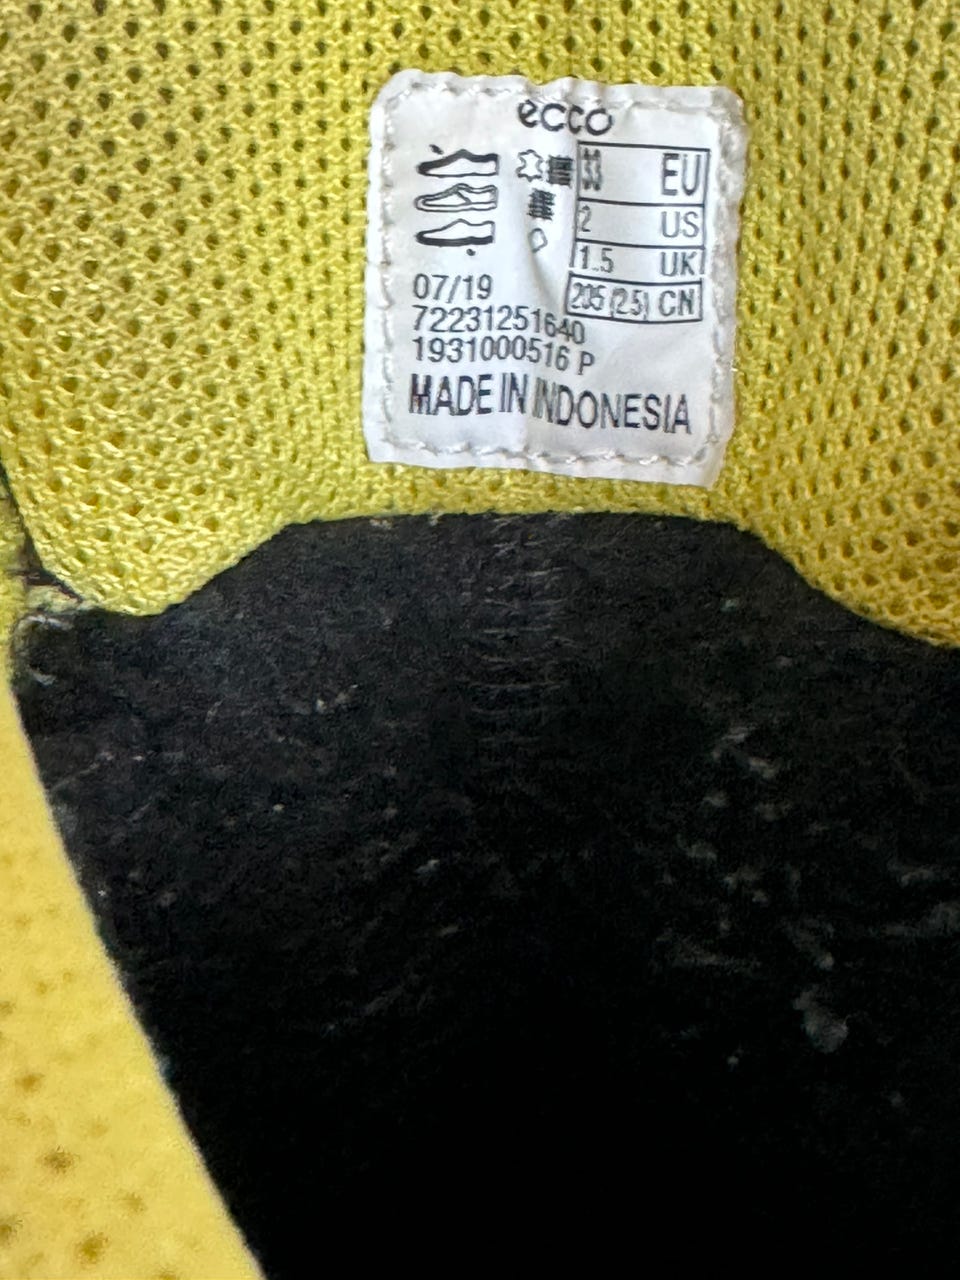 ecco
33 EU
2 US
1.5 UK
205 (2.5) CN
07/19
72231251640
1931000516 P
MADE IN INDONESIA